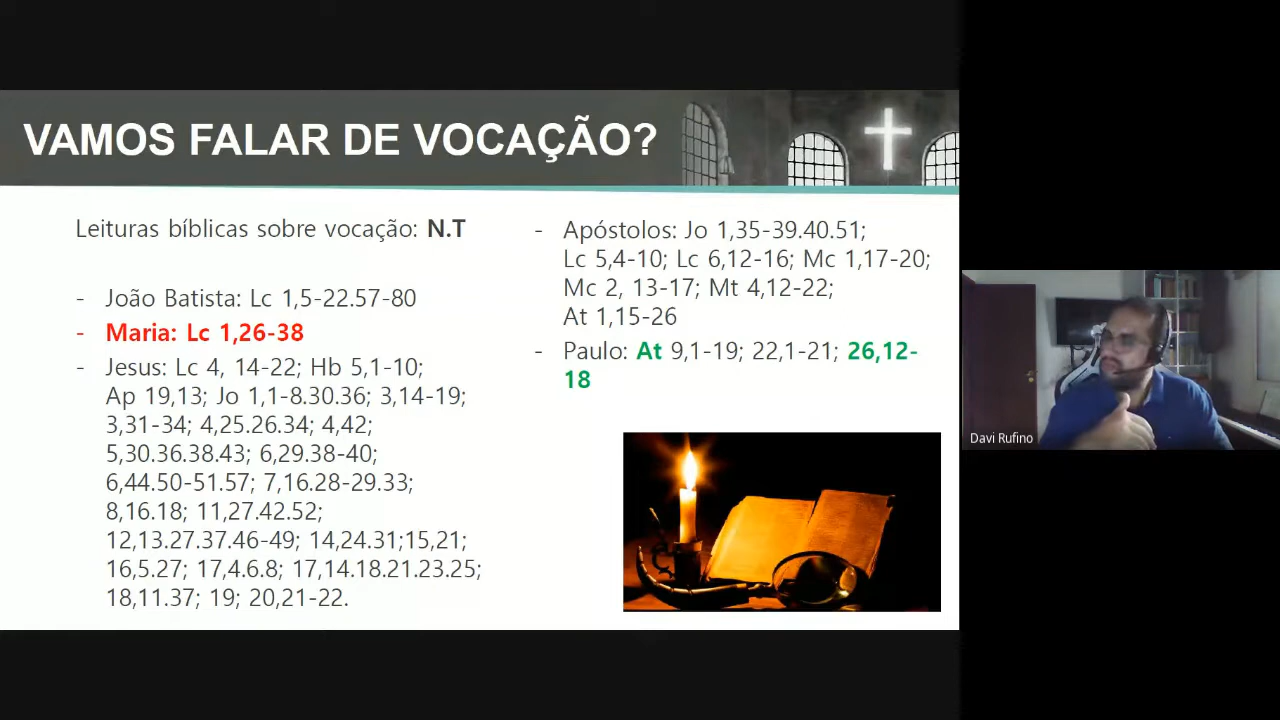 VAMOS FALAR DE VOCAÇÃO?
Leituras bíblicas sobre vocação: N.T
- João Batista: Lc 1,5-22.57-80
- Maria: Lc 1,26-38
- Jesus: Lc 4, 14-22; Hb 5,1-10;
Ap 19,13; Jo 1,1-8.30.36; 3,14-19;
3,31-34; 4,25.26.34; 4,42;
5,30.36.38.43; 6,29.38-40;
6,44.50-51.57; 7,16.28-29.33;
8,16.18; 11,27.42.52;
12,13.27.37.46-49; 14,24.31;15,21;
16,5.27; 17,4.6.8; 17,14.18.21.23.25;
18,11.37; 19; 20,21-22.
- Apóstolos: Jo 1,35-39.40.51;
Lc 5,4-10; Lc 6,12-16; Mc 1,17-20;
Mc 2, 13-17; Mt 4,12-22;
At 1,15-26
- Paulo: At 9,1-19; 22,1-21; 26,12-
18
Davi Rufino